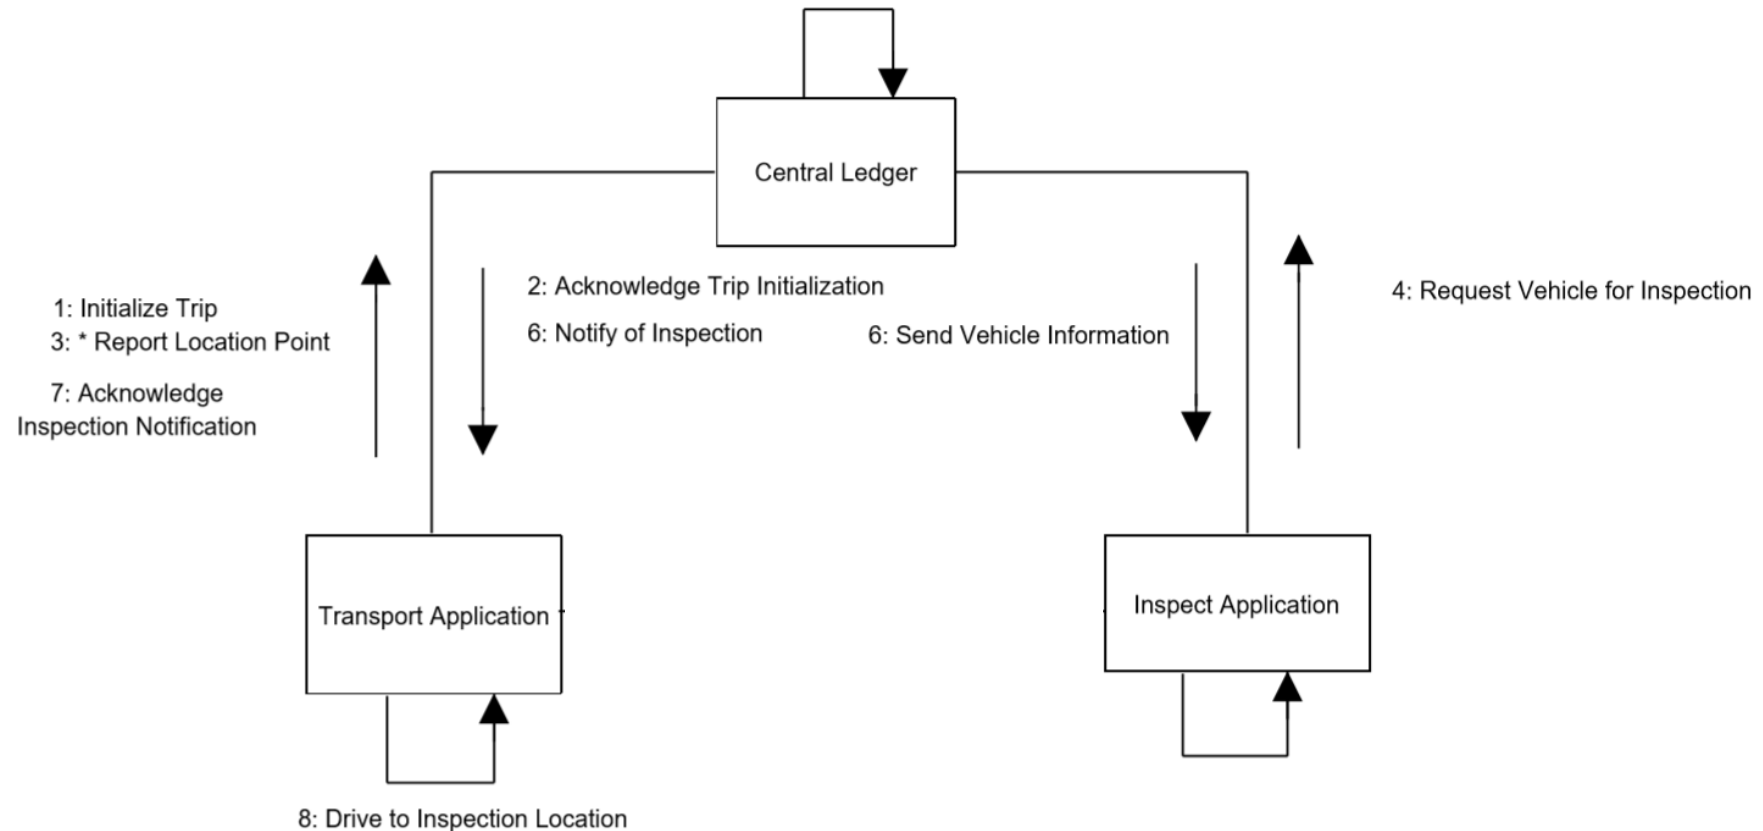 Central Ledger
2: Acknowledge Trip Initialization
4: Request Vehicle for Inspection
1: Initialize Trip
6: Notify of Inspection
6: Send Vehicle Information
3: * Report Location Point
7: Acknowledge
Inspection Notification
Transport Application
Inspect Application
8: Drive to Inspection Location